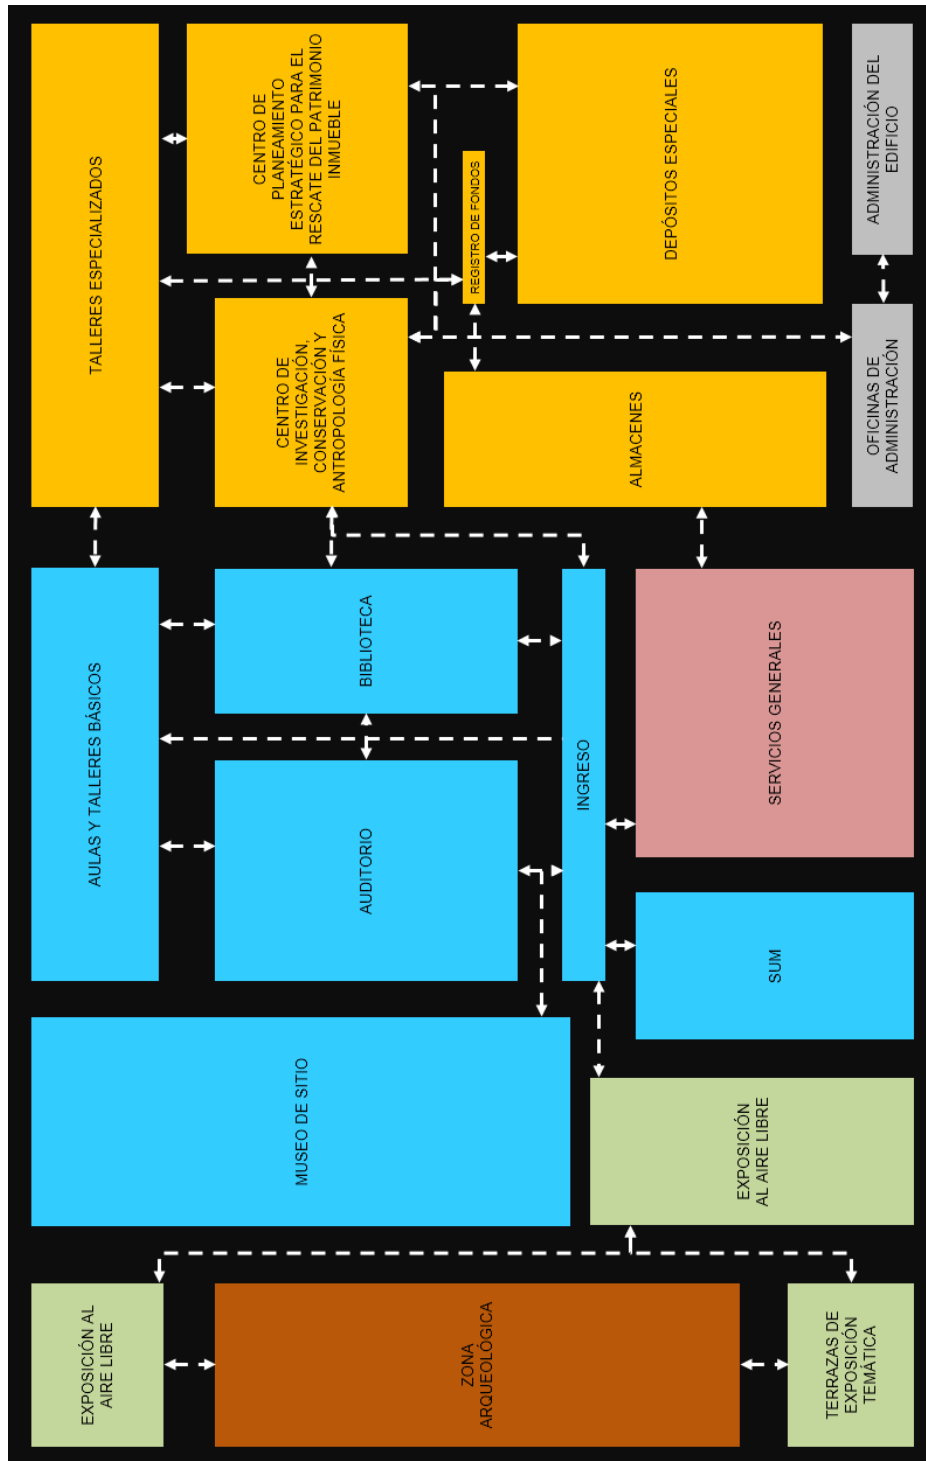 EXPOSICIÓN AL
AIRE LIBRE
AULAS Y TALLERES BÁSICOS
TALLERES ESPECIALIZADOS
MUSEO DE SITIO
AUDITORIO
BIBLIOTECA
CENTRO DE
INVESTIGACIÓN,
CONSERVACIÓN Y
ANTROPOLOGÍA FÍSICA
CENTRO DE
PLANEAMIENTO
ESTRATÉGICO PARA EL
RESCATE DEL PATRIMONIO
INMUEBLE
ZONA
ARQUEOLÓGICA
REGISTRO DE FONDOS
INGRESO
ALMACENES
DEPÓSITOS ESPECIALES
EXPOSICIÓN
AL AIRE LIBRE
SUM
SERVICIOS GENERALES
TERRAZAS DE
EXPOSICIÓN
TEMÁTICA
OFICINAS DE
ADMINISTRACIÓN
ADMINISTRACIÓN DEL
EDIFICIO